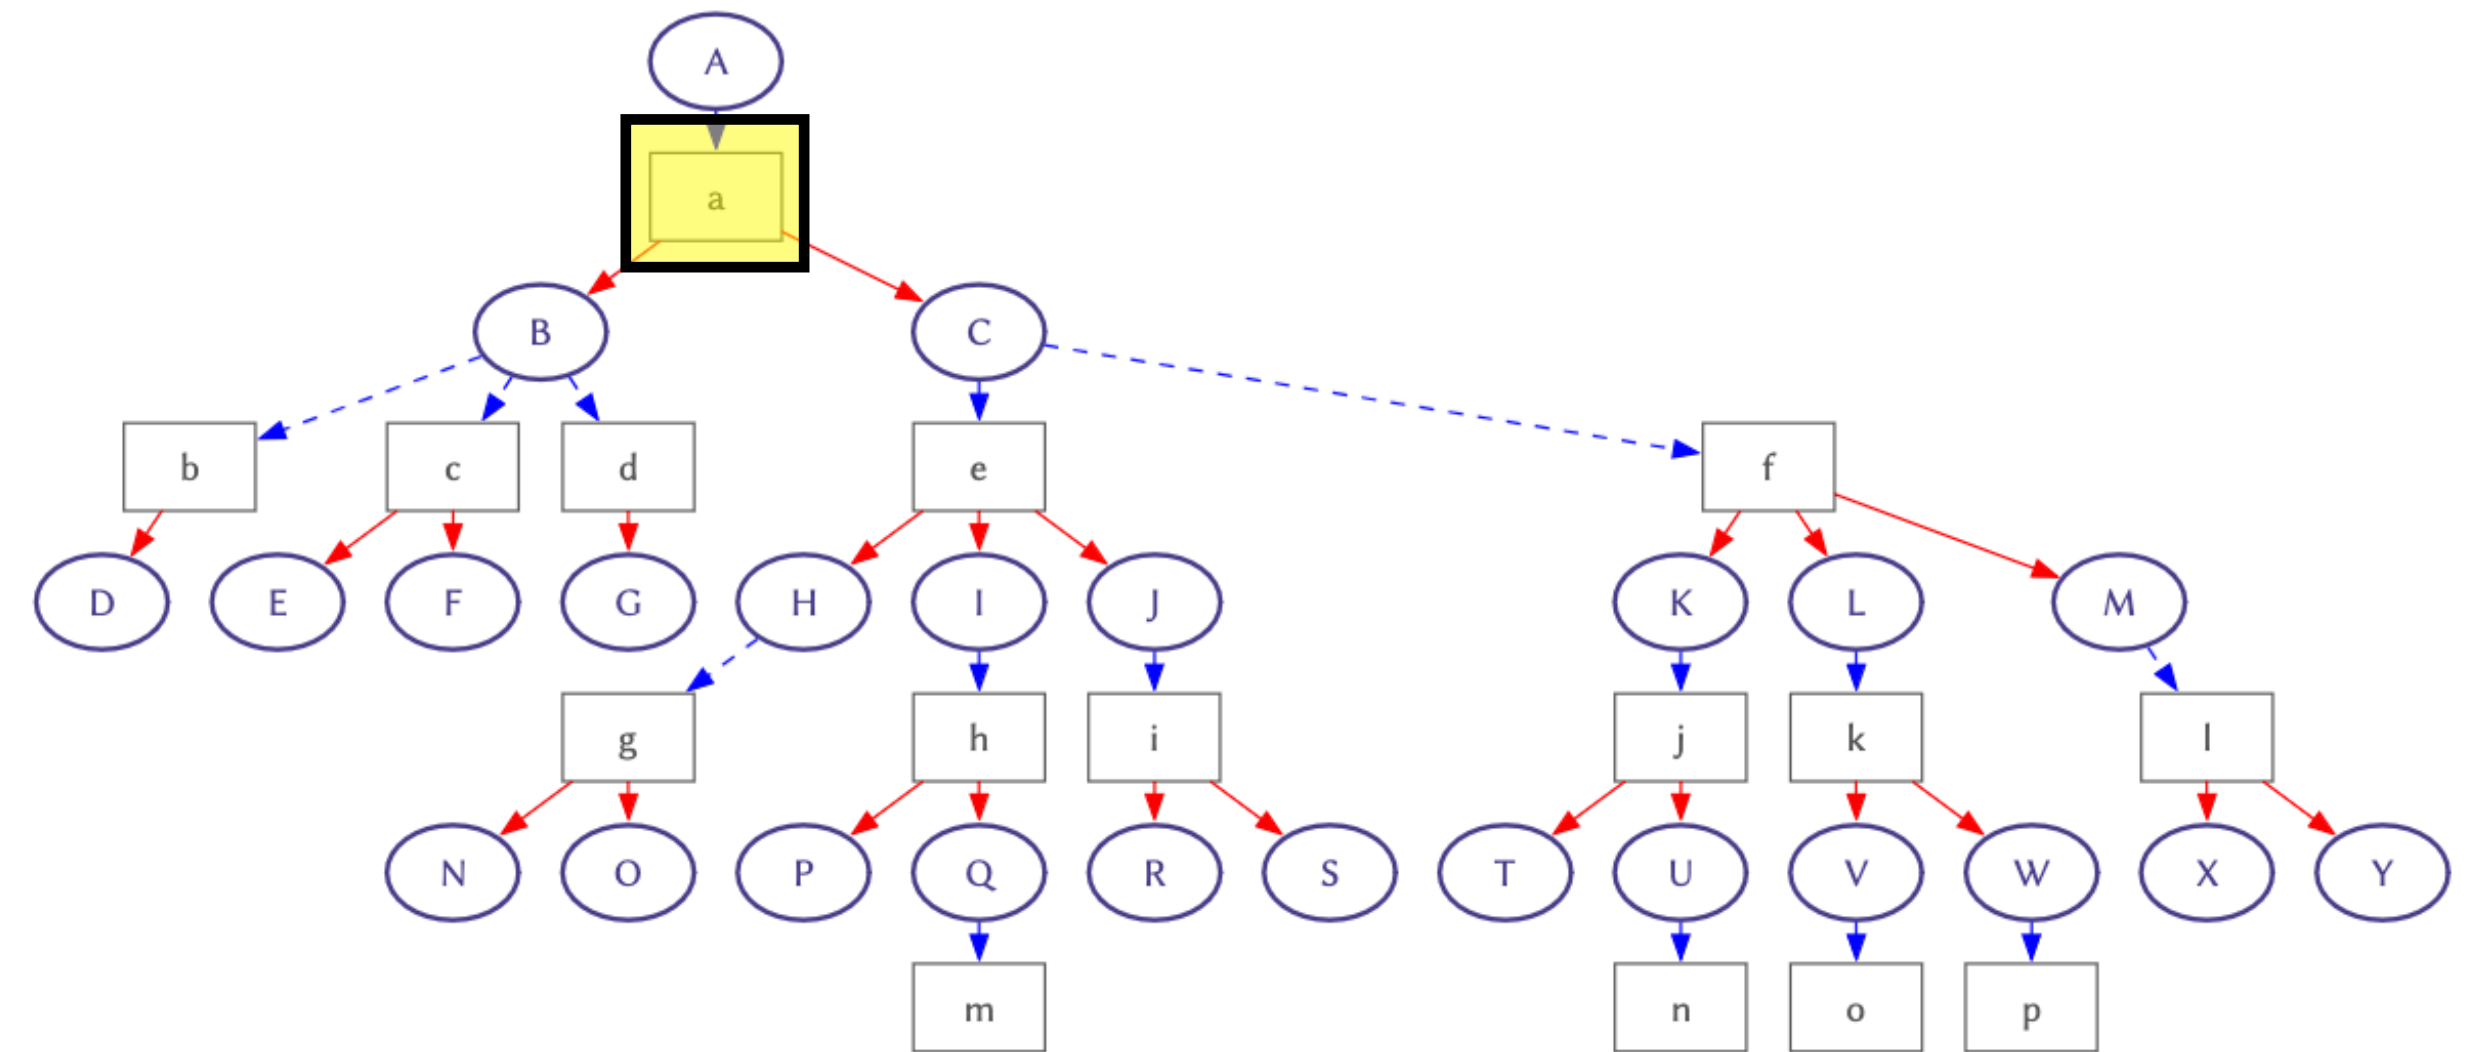 A
a
B C
b c d e f
D E F G H I J K L M
g h i j k l
N O P Q R S T U V W X Y
m n o p